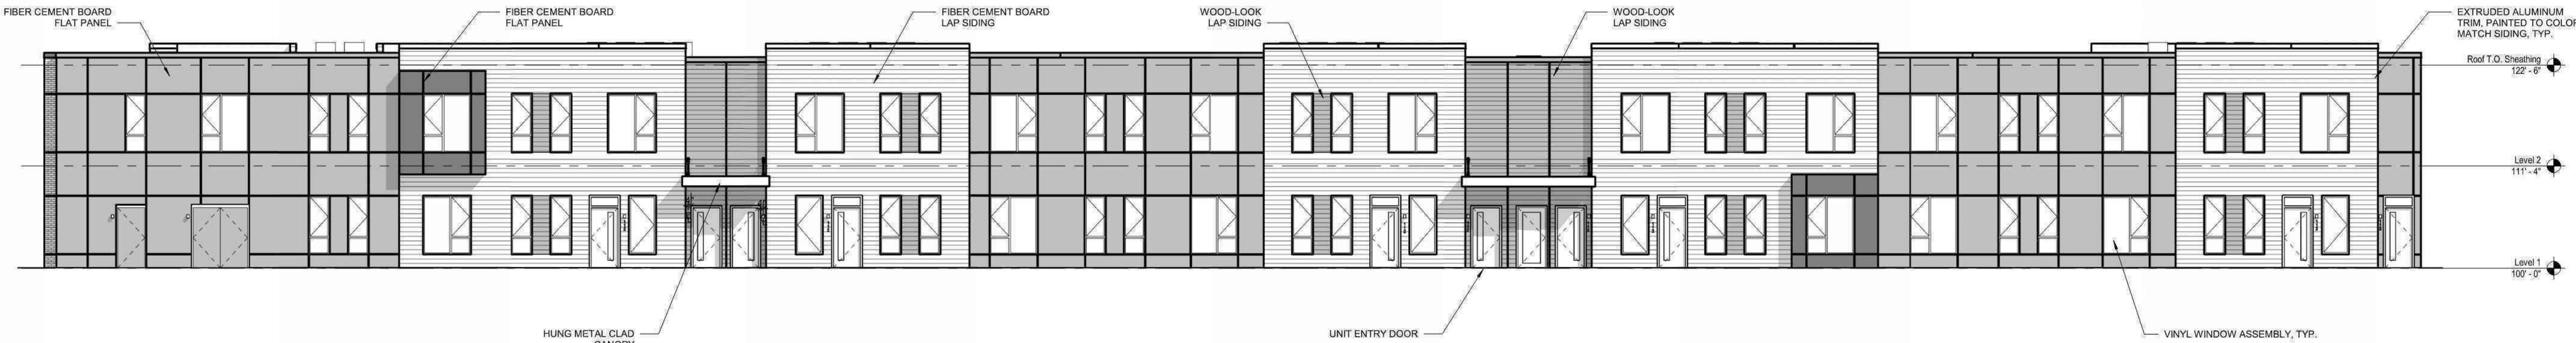 FIBER CEMENT BOARD
FLAT PANEL
FIBER CEMENT BOARD
FLAT PANEL
FIBER CEMENT BOARD
LAP SIDING
WOOD-LOOK
LAP SIDING
WOOD-LOOK
LAP SIDING
EXTRUDED ALUMINUM
TRIM, PAINTED TO COLOR
MATCH SIDING, TYP.
Roof T.O. Sheathing
122' - 6"
Level 2
111' - 4"
Level 1
100' - 0"
HUNG METAL CLAD
CANOPY
UNIT ENTRY DOOR
VINYL WINDOW ASSEMBLY, TYP.